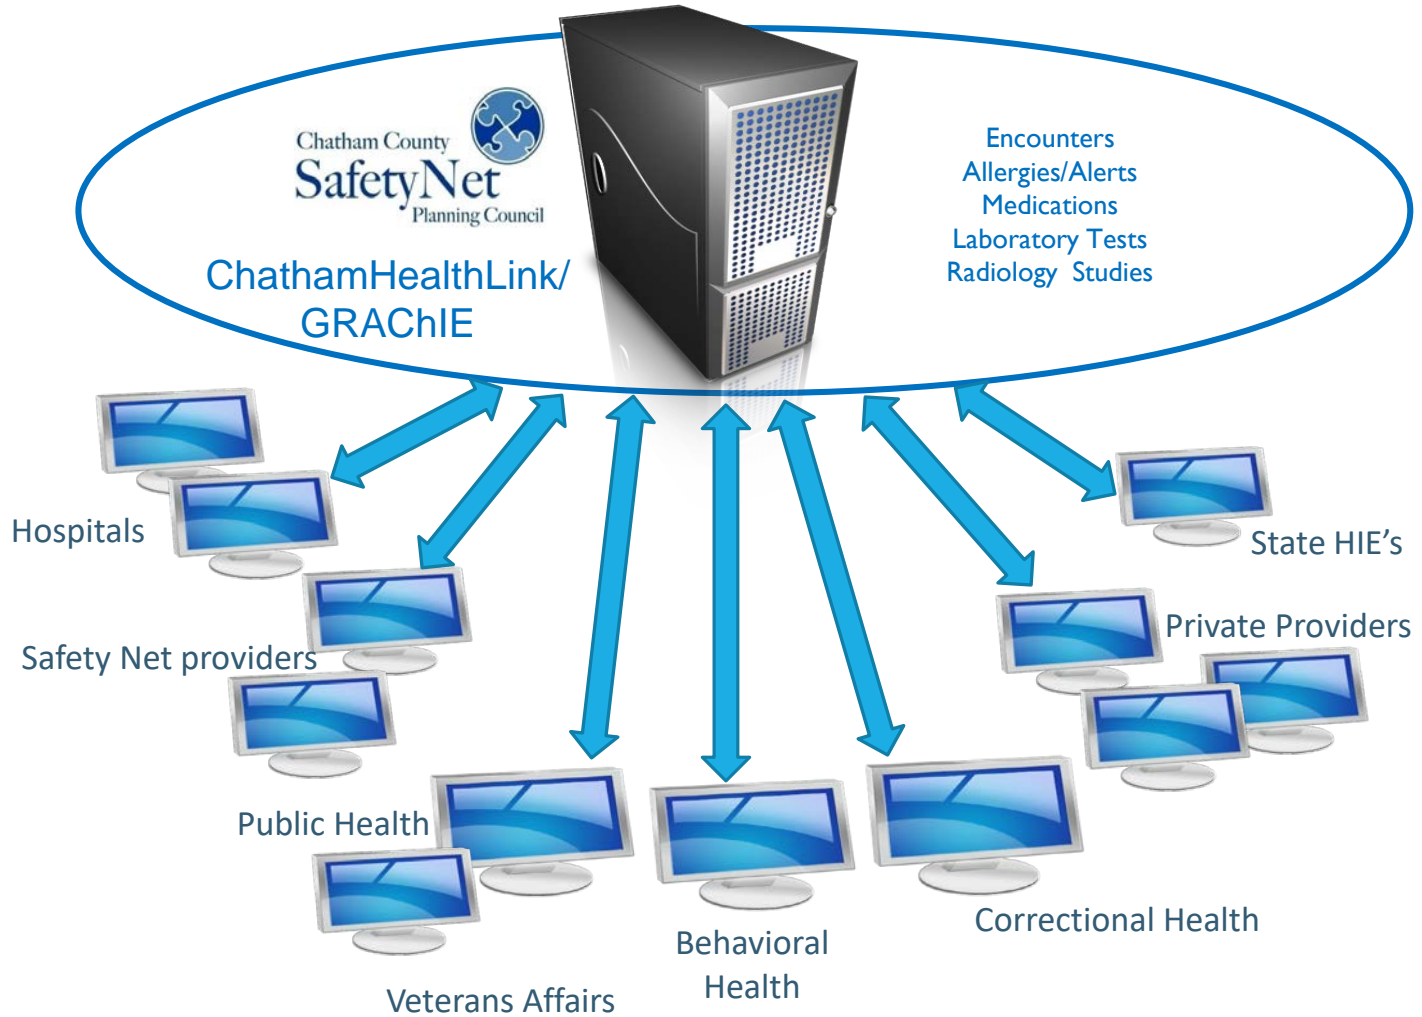 Chatham County
SafetyNet
Planning Council
ChathamHealthLink/
GRAChIE
Encounters
Allergies/Alerts
Medications
Laboratory Tests
Radiology Studies
Hospitals
Safety Net providers
Public Health
Veterans Affairs
Behavioral
Health
Correctional Health
Private Providers
State HIE’s